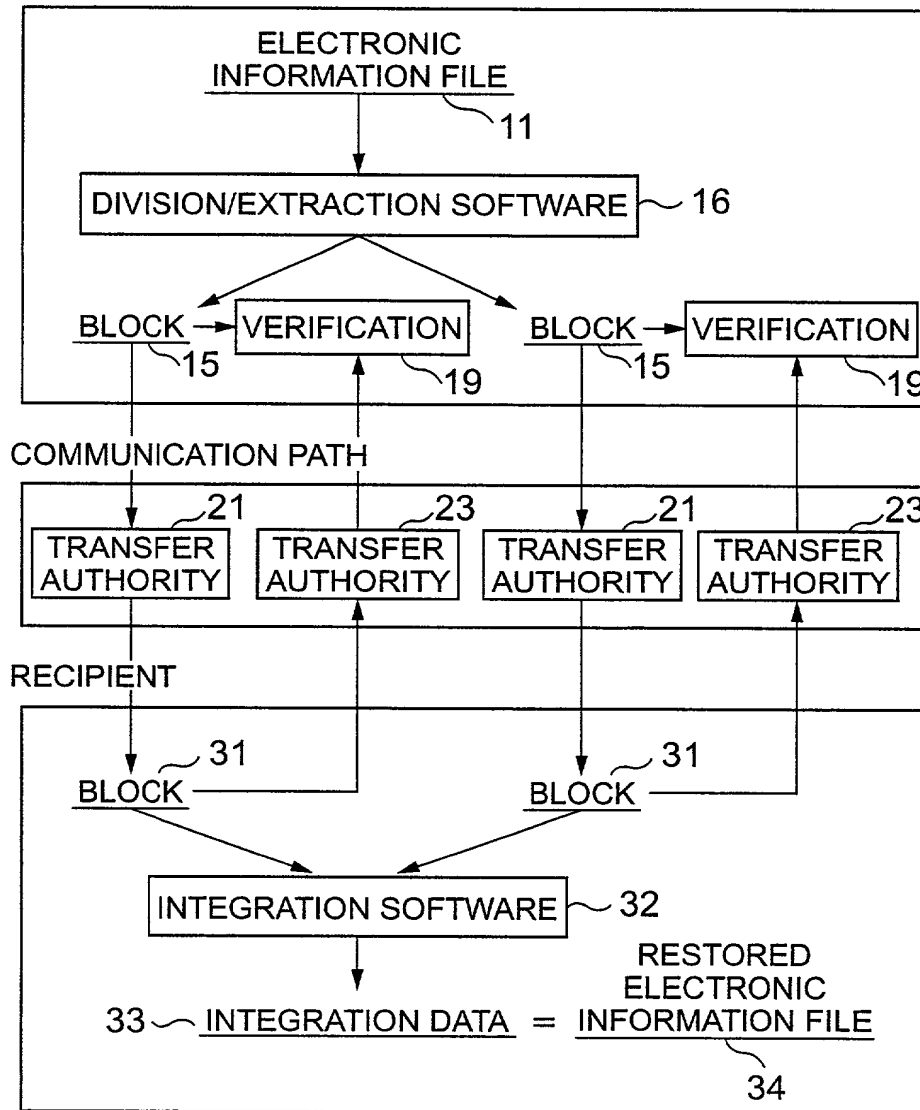 ELECTRONIC
INFORMATION FILE
11
DIVISION/EXTRACTION SOFTWARE
16
BLOCK
VERIFICATION
BLOCK
VERIFICATION
15
19
15
19
COMMUNICATION PATH
21
23
21
23
TRANSFER
AUTHORITY
TRANSFER
AUTHORITY
TRANSFER
AUTHORITY
TRANSFER
AUTHORITY
RECIPIENT
31
31
BLOCK
BLOCK
INTEGRATION SOFTWARE
32
RESTORED
ELECTRONIC
33 INTEGRATION DATA = INFORMATION FILE
34